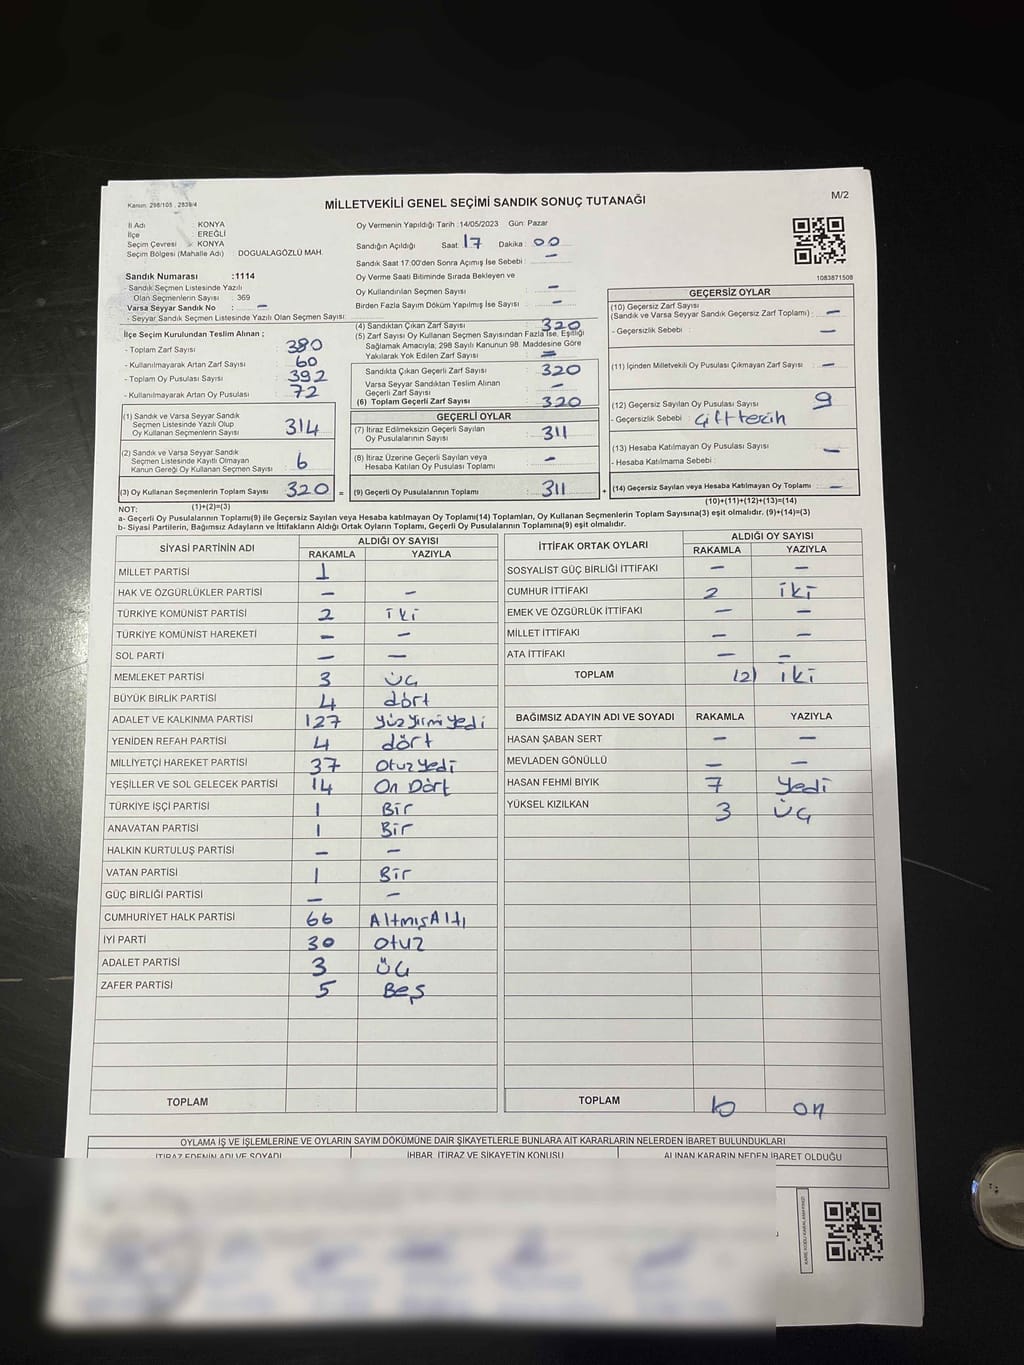 Kanun: 298/105 , 2839/4
MİLLETVEKİLİ GENEL SEÇİMİ SANDIK SONUÇ TUTANAĞI
M/2
İl Adı : KONYA
İlçe : EREĞLİ
Seçim Çevresi : KONYA
Seçim Bölgesi (Mahalle Adı) : DOGUALAGÖZLÜ MAH.
Sandık Numarası :1114
- Sandık Seçmen Listesinde Yazılı
Olan Seçmenlerin Sayısı : 369
Varsa Seyyar Sandık No : –
- Seyyar Sandık Seçmen Listesinde Yazılı Olan Seçmen Sayısı:
Oy Vermenin Yapıldığı Tarih :14/05/2023 Gün: Pazar
Sandığın Açıldığı Saat: 17 Dakika: 00
Sandık Saat 17.00'den Sonra Açımış İse Sebebi : –
Oy Verme Saati Bitiminde Sırada Bekleyen ve
Oy Kullandırılan Seçmen Sayısı : –
Birden Fazla Sayım Döküm Yapılmış İse Sayısı : –
1083871508
İlçe Seçim Kurulundan Teslim Alınan ;
- Toplam Zarf Sayısı : 380
- Kullanılmayarak Artan Zarf Sayısı : 60
- Toplam Oy Pusulası Sayısı : 392
- Kullanılmayarak Artan Oy Pusulası : 72
(1) Sandık ve Varsa Seyyar Sandık
Seçmen Listesinde Yazılı Olup
Oy Kullanan Seçmenlerin Sayısı : 314
(2) Sandık ve Varsa Seyyar Sandık
Seçmen Listesinde Kayıtlı Olmayan
Kanun Gereği Oy Kullanan Seçmen Sayısı : 6
(3) Oy Kullanan Seçmenlerin Toplam Sayısı : 320 =
(1)+(2)=(3)
(4) Sandıktan Çıkan Zarf Sayısı : 320
(5) Zarf Sayısı Oy Kullanan Seçmen Sayısından Fazla İse, Eşitliği
Sağlamak Amacıyla, 298 Sayılı Kanunun 98. Maddesine Göre
Yakılarak Yok Edilen Zarf Sayısı : –
Sandıkta Çıkan Geçerli Zarf Sayısı : 320
Varsa Seyyar Sandıktan Teslim Alınan
Geçerli Zarf Sayısı : –
(6) Toplam Geçerli Zarf Sayısı : 320
GEÇERLİ OYLAR
(7) İtiraz Edilmeksizin Geçerli Sayılan
Oy Pusulalarının Sayısı : 311
(8) İtiraz Üzerine Geçerli Sayılan veya
Hesaba Katılan Oy Pusulası Toplamı : –
(9) Geçerli Oy Pusulalarının Toplamı : 311 +
GEÇERSİZ OYLAR
(10) Geçersiz Zarf Sayısı
(Sandık ve Varsa Seyyar Sandık Geçersiz Zarf Toplamı) : –
- Geçersizlik Sebebi : –
(11) İçinden Milletvekili Oy Pusulası Çıkmayan Zarf Sayısı : –
(12) Geçersiz Sayılan Oy Pusulası Sayısı : 9
- Geçersizlik Sebebi : Çift tercih
(13) Hesaba Katılmayan Oy Pusulası Sayısı : –
- Hesaba Katılmama Sebebi :
(14) Geçersiz Sayılan veya Hesaba Katılmayan Oy Toplamı : –
(10)+(11)+(12)+(13)=(14)
NOT:
a- Geçerli Oy Pusulalarının Toplamı(9) ile Geçersiz Sayılan veya Hesaba katılmayan Oy Toplamı(14) Toplamları, Oy Kullanan Seçmenlerin Toplam Sayısına(3) eşit olmalıdır. (9)+(14)=(3)
b- Siyasi Partilerin, Bağımsız Adayların ve İttifakların Aldığı Ortak Oyların Toplamı, Geçerli Oy Pusulalarının Toplamına(9) eşit olmalıdır.
SİYASİ PARTİNİN ADI ALDIĞI OY SAYISI
RAKAMLA YAZIYLA
MİLLET PARTİSİ 1
HAK VE ÖZGÜRLÜKLER PARTİSİ – –
TÜRKİYE KOMÜNİST PARTİSİ 2 iki
TÜRKİYE KOMÜNİST HAREKETİ – –
SOL PARTİ – –
MEMLEKET PARTİSİ 3 üç
BÜYÜK BİRLİK PARTİSİ 4 dört
ADALET VE KALKINMA PARTİSİ 127 Yüz yirmi yedi
YENİDEN REFAH PARTİSİ 4 dört
MİLLİYETÇİ HAREKET PARTİSİ 37 Otuz yedi
YEŞİLLER VE SOL GELECEK PARTİSİ 14 On Dört
TÜRKİYE İŞÇİ PARTİSİ 1 Bir
ANAVATAN PARTİSİ 1 Bir
HALKIN KURTULUŞ PARTİSİ – –
VATAN PARTİSİ 1 Bir
GÜÇ BİRLİĞİ PARTİSİ – –
CUMHURİYET HALK PARTİSİ 66 Altmış Altı
İYİ PARTİ 30 Otuz
ADALET PARTİSİ 3 üç
ZAFER PARTİSİ 5 Beş
TOPLAM
İTTİFAK ORTAK OYLARI ALDIĞI OY SAYISI
RAKAMLA YAZIYLA
SOSYALİST GÜÇ BİRLİĞİ İTTİFAKI – –
CUMHUR İTTİFAKI 2 iki
EMEK VE ÖZGÜRLÜK İTTİFAKI – –
MİLLET İTTİFAKI – –
ATA İTTİFAKI – –
TOPLAM (2) iki
BAĞIMSIZ ADAYIN ADI VE SOYADI RAKAMLA YAZIYLA
HASAN ŞABAN SERT – –
MEVLADEN GÖNÜLLÜ – –
HASAN FEHMİ BIYIK 7 Yedi
YÜKSEL KIZILKAN 3 üç
TOPLAM 10 on
OYLAMA İŞ VE İŞLEMLERİNE VE OYLARIN SAYIM DÖKÜMÜNE DAİR ŞİKAYETLERLE BUNLARA AİT KARARLARIN NELERDEN İBARET BULUNDUKLARI
İTİRAZ EDENİN ADI VE SOYADI İHBAR, İTİRAZ VE ŞİKAYETİN KONUSU ALINAN KARARIN NEDEN İBARET OLDUĞU